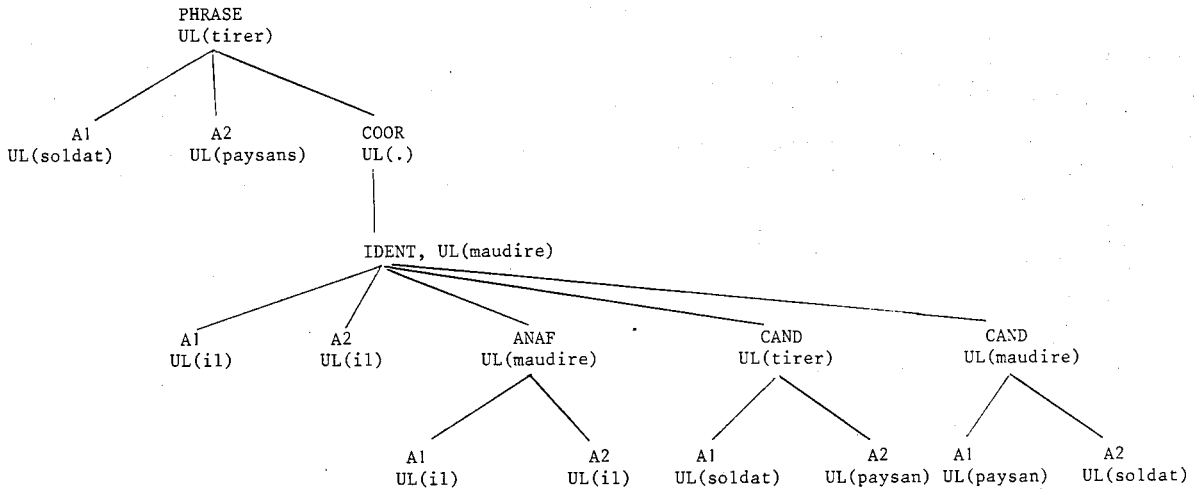 PHRASE
UL(tirer)
A1
UL(soldat)
A2
UL(paysans)
COOR
UL(.)
IDENT, UL(maudire)
A1
UL(il)
A2
UL(il)
ANAF
UL(maudire)
CAND
UL(tirer)
CAND
UL(maudire)
A1
UL(il)
A2
UL(il)
A1
UL(soldat)
A2
UL(paysan)
A1
UL(paysan)
A2
UL(soldat)